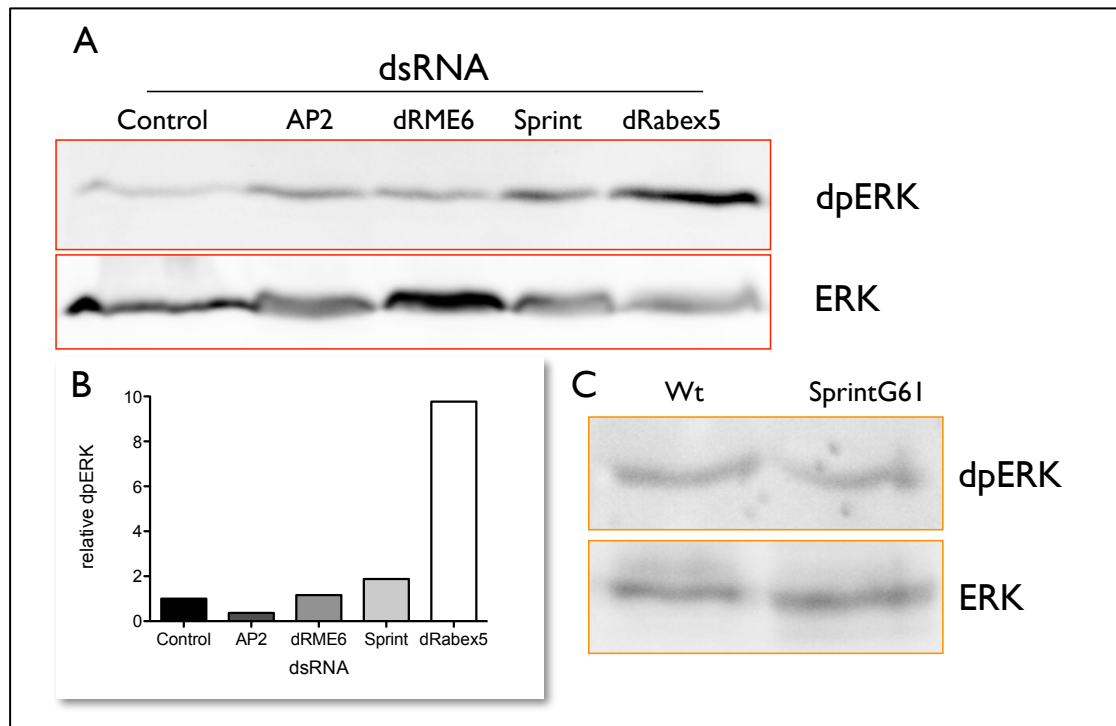 A
dsRNA
Control AP2 dRME6 Sprint dRabex5
dpERK
ERK
B
relative dpERK
10
8
6
4
2
0
Control AP2 dRME6 Sprint dRabex5
dsRNA
C
Wt SprintG61
dpERK
ERK